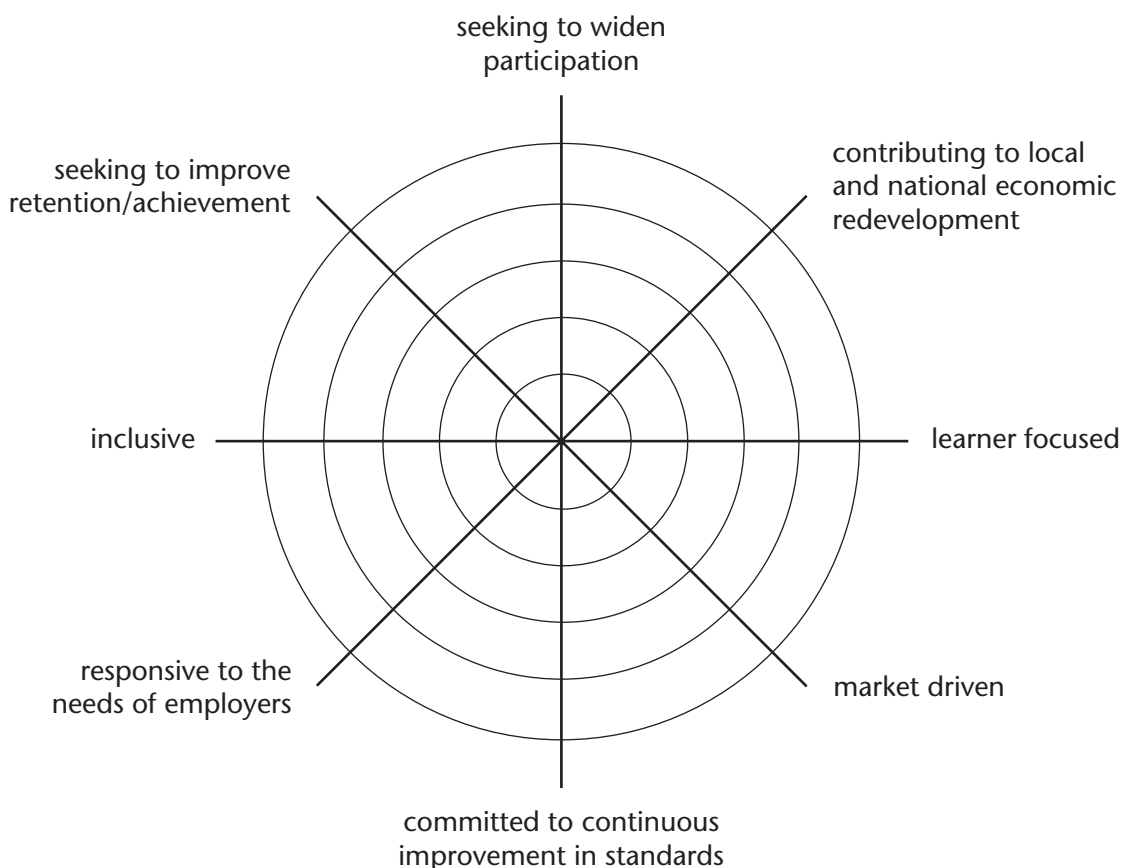 seeking to widen
participation
contributing to local
and national economic
redevelopment
seeking to improve
retention/achievement
inclusive
learner focused
responsive to the
needs of employers
market driven
committed to continuous
improvement in standards